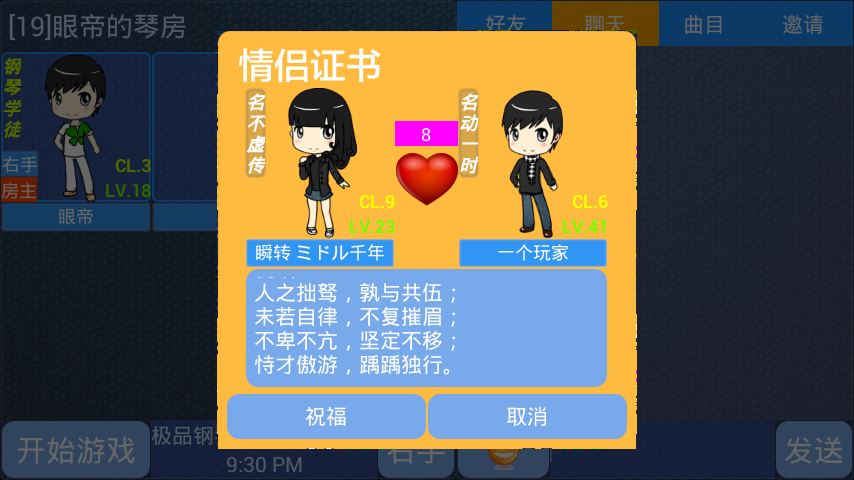 [19]眼帝的琴房
好友
聊天
曲目
邀请
钢琴学徒
右手
房主
CL.3
LV.18
眼帝
情侣证书
名不虚传
CL.9
LV.23
瞬转 ミドル千年
8
名动一时
CL.6
LV.41
一个玩家
人之拙驽，孰与共伍；
未若自律，不复摧眉；
不卑不亢，坚定不移；
恃才傲游，踽踽独行。
祝福
取消
开始游戏
极品钢
9:30 PM
右手
发送